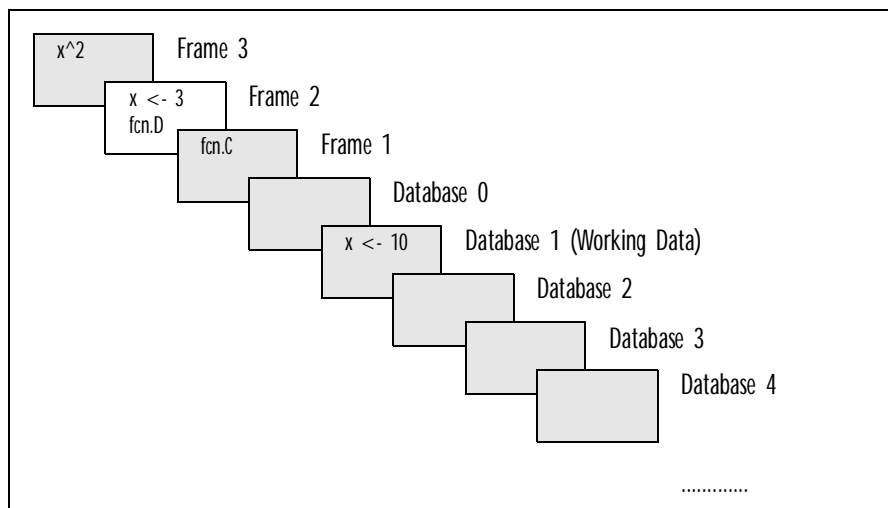 x^2
Frame 3
x <- 3
fcn.D
Frame 2
fcn.C
Frame 1
Database 0
x <- 10
Database 1 (Working Data)
Database 2
Database 3
Database 4
.............